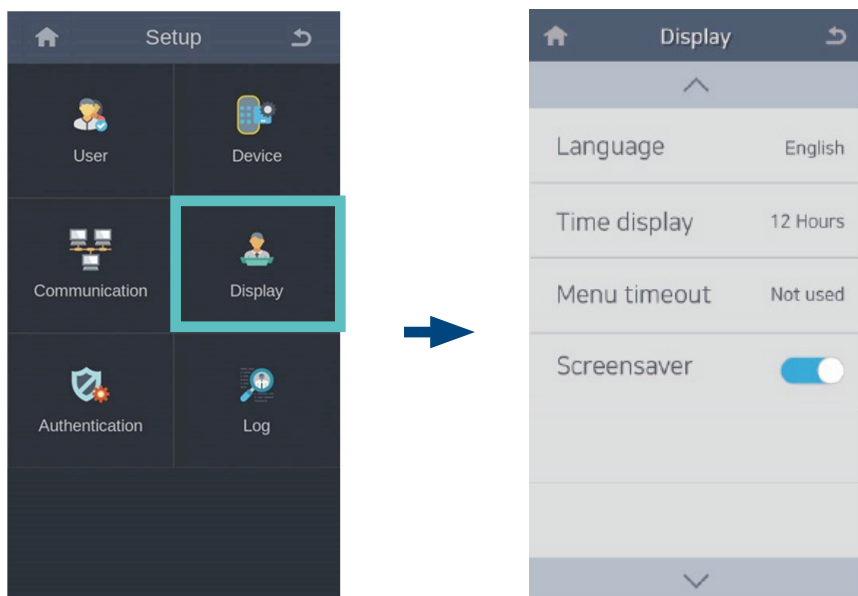 Setup
User
Device
Communication
Display
Authentication
Log
Display
Language English
Time display 12 Hours
Menu timeout Not used
Screensaver